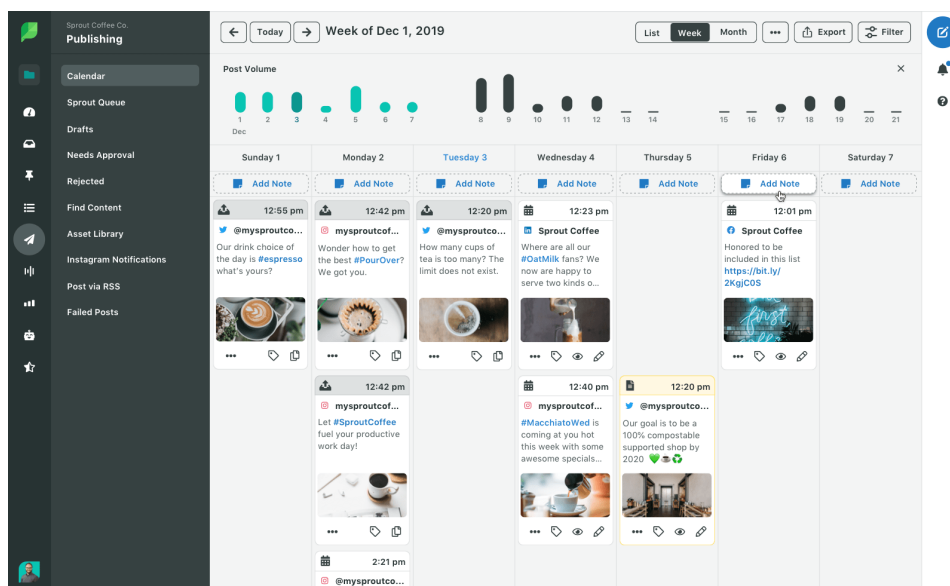 Sprout Coffee Co.
Publishing
Calendar
Sprout Queue
Drafts
Needs Approval
Rejected
Find Content
Asset Library
Instagram Notifications
Post via RSS
Failed Posts
Today
Week of Dec 1, 2019
List
Week
Month
Export
Filter
Post Volume
1 2 3 4 5 6 7 8 9 10 11 12 13 14 15 16 17 18 19 20 21
Dec
Sunday 1
Monday 2
Tuesday 3
Wednesday 4
Thursday 5
Friday 6
Saturday 7
Add Note
Add Note
Add Note
Add Note
Add Note
Add Note
Add Note
12:55 pm
@mysproutco...
Our drink choice of
the day is #espresso
what's yours?
12:42 pm
mysproutcof...
Wonder how to get
the best #PourOver?
We got you.
12:20 pm
@mysproutco...
How many cups of
tea is too many? The
limit does not exist.
12:23 pm
Sprout Coffee
Where are all our
#OatMilk fans? We
now are happy to
serve two kinds o...
12:01 pm
Sprout Coffee
Honored to be
included in this list
https://bit.ly/
2KgjC0S
first
coffee
12:42 pm
mysproutcof...
Let #SproutCoffee
fuel your productive
work day!
12:40 pm
mysproutcof...
#MacchiatoWed is
coming at you hot
this week with some
awesome specials...
12:20 pm
@mysproutco...
Our goal is to be a
100% compostable
supported shop by
2020 💚☕♻️
2:21 pm
@mysproutco...